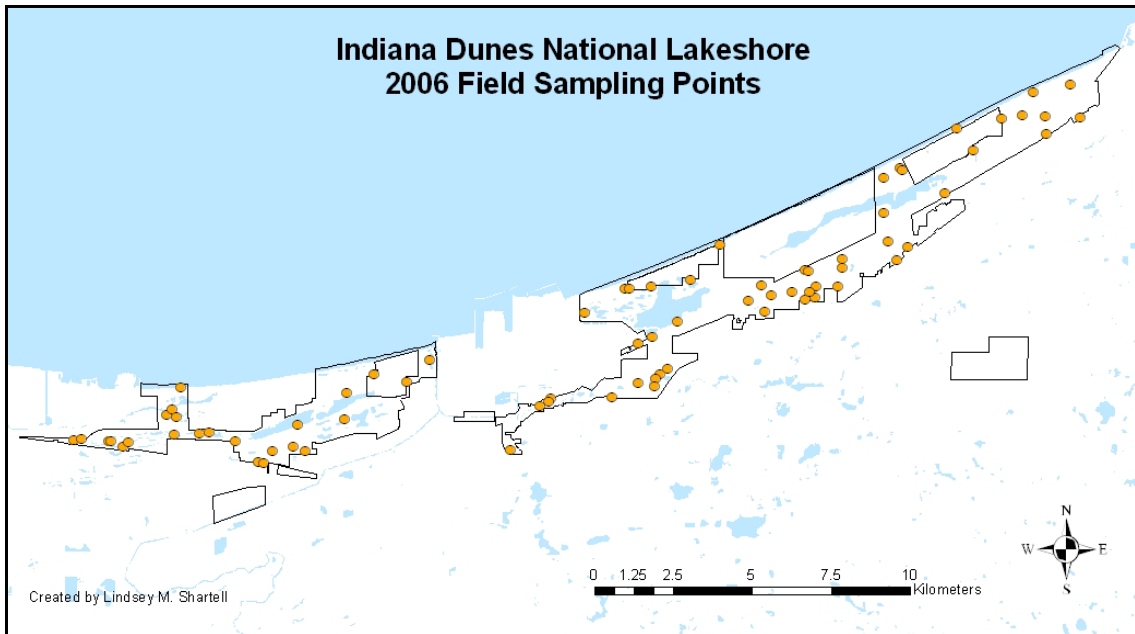 Indiana Dunes National Lakeshore
2006 Field Sampling Points
N
W E
S
0 1.25 2.5 5 7.5 10
Kilometers
Created by Lindsey M. Shartell